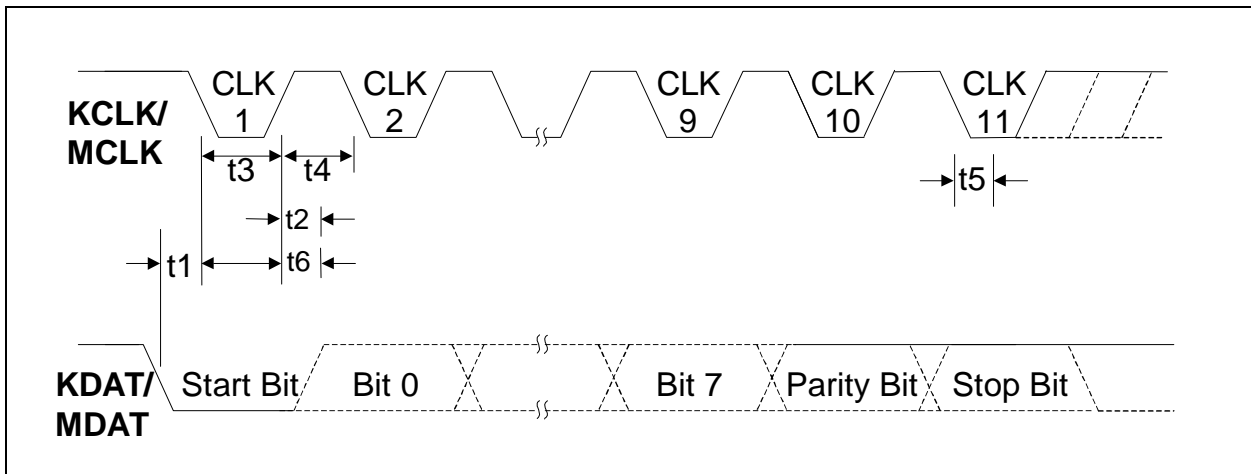 CLK CLK CLK CLK CLK
1 2 9 10 11
KCLK/
MCLK
t3 t4 t5
t2
t1 t6
KDAT/ Start Bit Bit 0 Bit 7 Parity Bit Stop Bit
MDAT